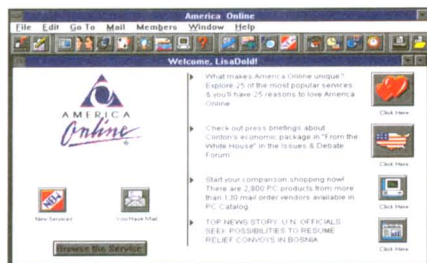 America Online
File Edit Go To Mail Members Window Help
Welcome, LisaDold!
What makes America Online unique?
Explore 25 of the most popular services
& you'll have 25 reasons to love America
Online
Click Here
AMERICA
Online
Check out press briefings about
Clinton's economic package in "From the
White House" in the Issues & Debate
Forum
Click Here
Start your comparison shopping now!
There are 2,800 PC products from more
than 130 mail order vendors available in
PC Catalog
Click Here
NEW
New Services
You Have Mail
TOP NEWS STORY: U.N. OFFICIALS
SEEK POSSIBILITIES TO RESUME
RELIEF CONVOYS IN BOSNIA
Click Here
Browse the Service